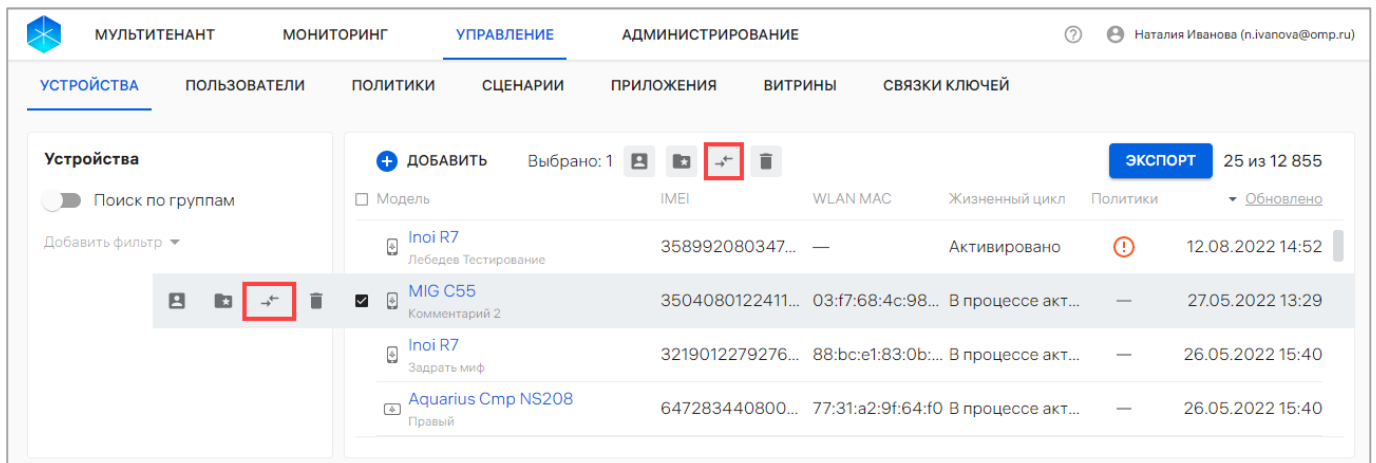 МУЛЬТИТЕНАНТ МОНИТОРИНГ УПРАВЛЕНИЕ АДМИНИСТРИРОВАНИЕ Наталия Иванова (n.ivanova@omp.ru)
УСТРОЙСТВА ПОЛЬЗОВАТЕЛИ ПОЛИТИКИ СЦЕНАРИИ ПРИЛОЖЕНИЯ ВИТРИНЫ СВЯЗКИ КЛЮЧЕЙ
Устройства
Поиск по группам
Добавить фильтр
ДОБАВИТЬ Выбрано: 1 ЭКСПОРТ 25 из 12 855
Модель IMEI WLAN MAC Жизненный цикл Политики Обновлено
Inoi R7 358992080347... — Активировано 12.08.2022 14:52
Лебедев Тестирование
MIG C55 3504080122411... 03:f7:68:4c:98... В процессе акт... — 27.05.2022 13:29
Комментарий 2
Inoi R7 3219012279276... 88:bc:e1:83:0b:... В процессе акт... — 26.05.2022 15:40
Задрать миф
Aquarius Cmp NS208 647283440800... 77:31:a2:9f:64:f0 В процессе акт... — 26.05.2022 15:40
Правый